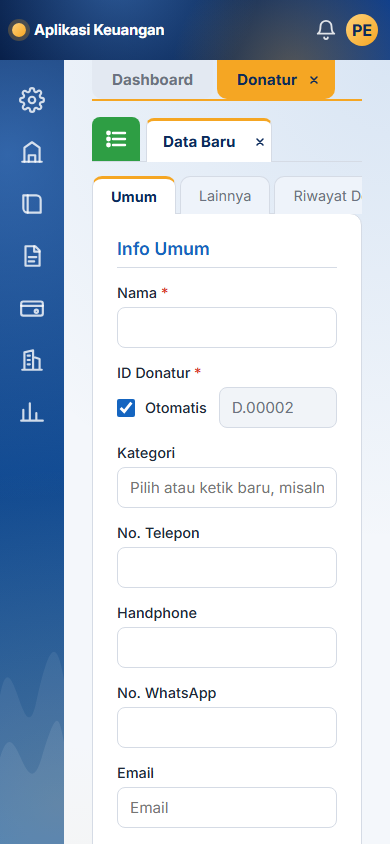 Aplikasi Keuangan
PE
Dashboard
Donatur ×
Data Baru ×
Umum
Lainnya
Riwayat D
Info Umum
Nama *
ID Donatur *
Otomatis
D.00002
Kategori
Pilih atau ketik baru, misaln
No. Telepon
Handphone
No. WhatsApp
Email
Email